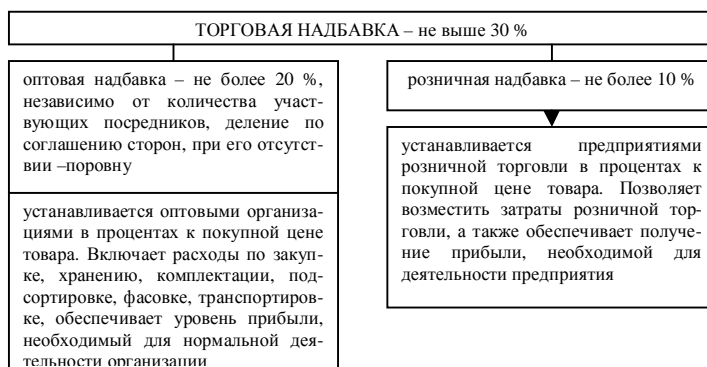 ТОРГОВАЯ НАДБАВКА – не выше 30 %
оптовая надбавка – не более 20 %,
независимо от количества участ-
вующих посредников, деление по
соглашению сторон, при его отсутст-
вии –поровну
устанавливается оптовыми организа-
циями в процентах к покупной цене
товара. Включает расходы по закуп-
ке, хранению, комплектации, под-
сортировке, фасовке, транспортиров-
ке, обеспечивает уровень прибыли,
необходимый для нормальной дея-
тельности организации
розничная надбавка – не более 10 %
устанавливается предприятиями
розничной торговли в процентах к
покупной цене товара. Позволяет
возместить затраты розничной тор-
говли, а также обеспечивает получе-
ние прибыли, необходимой для
деятельности предприятия